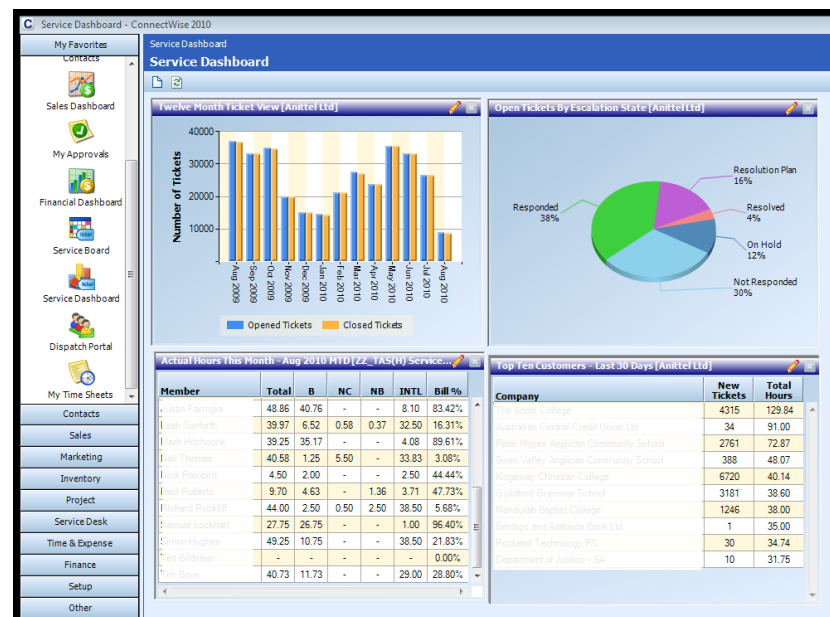 Service Dashboard - ConnectWise 2010
My Favorites
Contacts
Sales Dashboard
My Approvals
Financial Dashboard
Service Board
Service Dashboard
Dispatch Portal
My Time Sheets
Contacts
Sales
Marketing
Inventory
Project
Service Desk
Time & Expense
Finance
Setup
Other
Service Dashboard
Service Dashboard
Twelve Month Ticket View [Anittel Ltd]
Number of Tickets
40000
30000
20000
10000
Aug 2009
Sep 2009
Oct 2009
Nov 2009
Dec 2009
Jan 2010
Feb 2010
Mar 2010
Apr 2010
May 2010
Jun 2010
Jul 2010
Aug 2010
Opened Tickets Closed Tickets
Open Tickets By Escalation State [Anittel Ltd]
Resolution Plan
16%
Resolved
4%
On Hold
12%
Not Responded
30%
Responded
38%
Actual Hours This Month - Aug 2010 MTD [ZZ_TAS(H) Servic...
Member Total B NC NB INTL Bill %
Justin Farrugia 48.86 40.76 - - 8.10 83.42%
Leah Garforth 39.97 6.52 0.58 0.37 32.50 16.31%
Mark Hitchcock 39.25 35.17 - - 4.08 89.61%
Neil Thomas 40.58 1.25 5.50 - 33.83 3.08%
Nick Rambird 4.50 2.00 - - 2.50 44.44%
Paul Roberts 9.70 4.63 - 1.36 3.71 47.73%
Richard Rockliff 44.00 2.50 0.50 2.50 38.50 5.68%
Samuel Lockhart 27.75 26.75 - - 1.00 96.40%
Simon Hughes 49.25 10.75 - - 38.50 21.83%
Ted Bildstein - - - - - 0.00%
Tim Boys 40.73 11.73 - - 29.00 28.80%
Top Ten Customers - Last 30 Days [Anittel Ltd]
Company New Tickets Total Hours
The Scots College 4315 129.84
Australian Central Credit Union Ltd 34 91.00
Peter Moyes Anglican Community School 2761 72.87
Swan Valley Anglican Community School 388 48.07
Kingsway Christian College 6720 40.14
Guildford Grammar School 3181 38.60
Mandurah Baptist College 1246 38.00
Bendigo and Adelaide Bank Ltd 1 35.00
Rockend Technology P/L 30 34.74
Department of Justice - SA 10 31.75